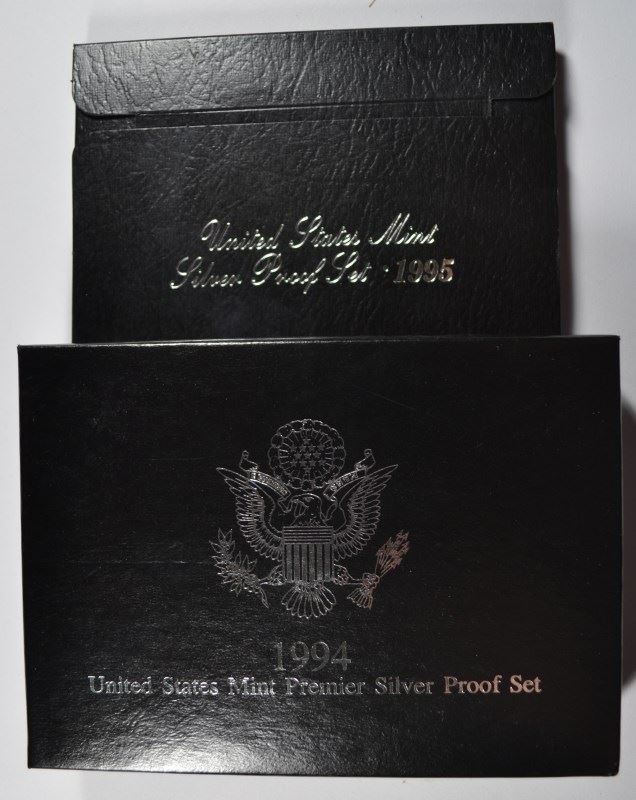 United States Mint
Silver Proof Set · 1995
1994
United States Mint Premier Silver Proof Set